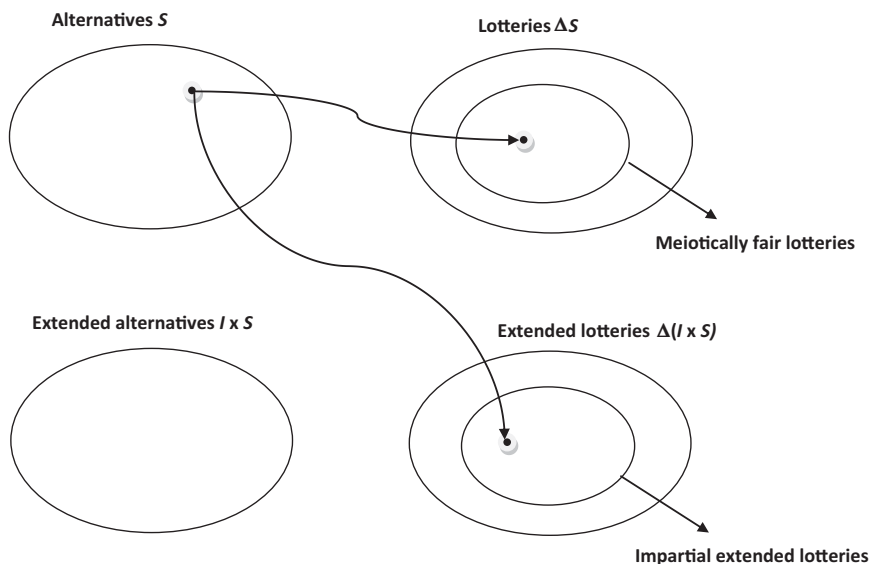 Alternatives S
Lotteries ΔS
Meiotically fair lotteries
Extended alternatives I x S
Extended lotteries Δ(I x S)
Impartial extended lotteries